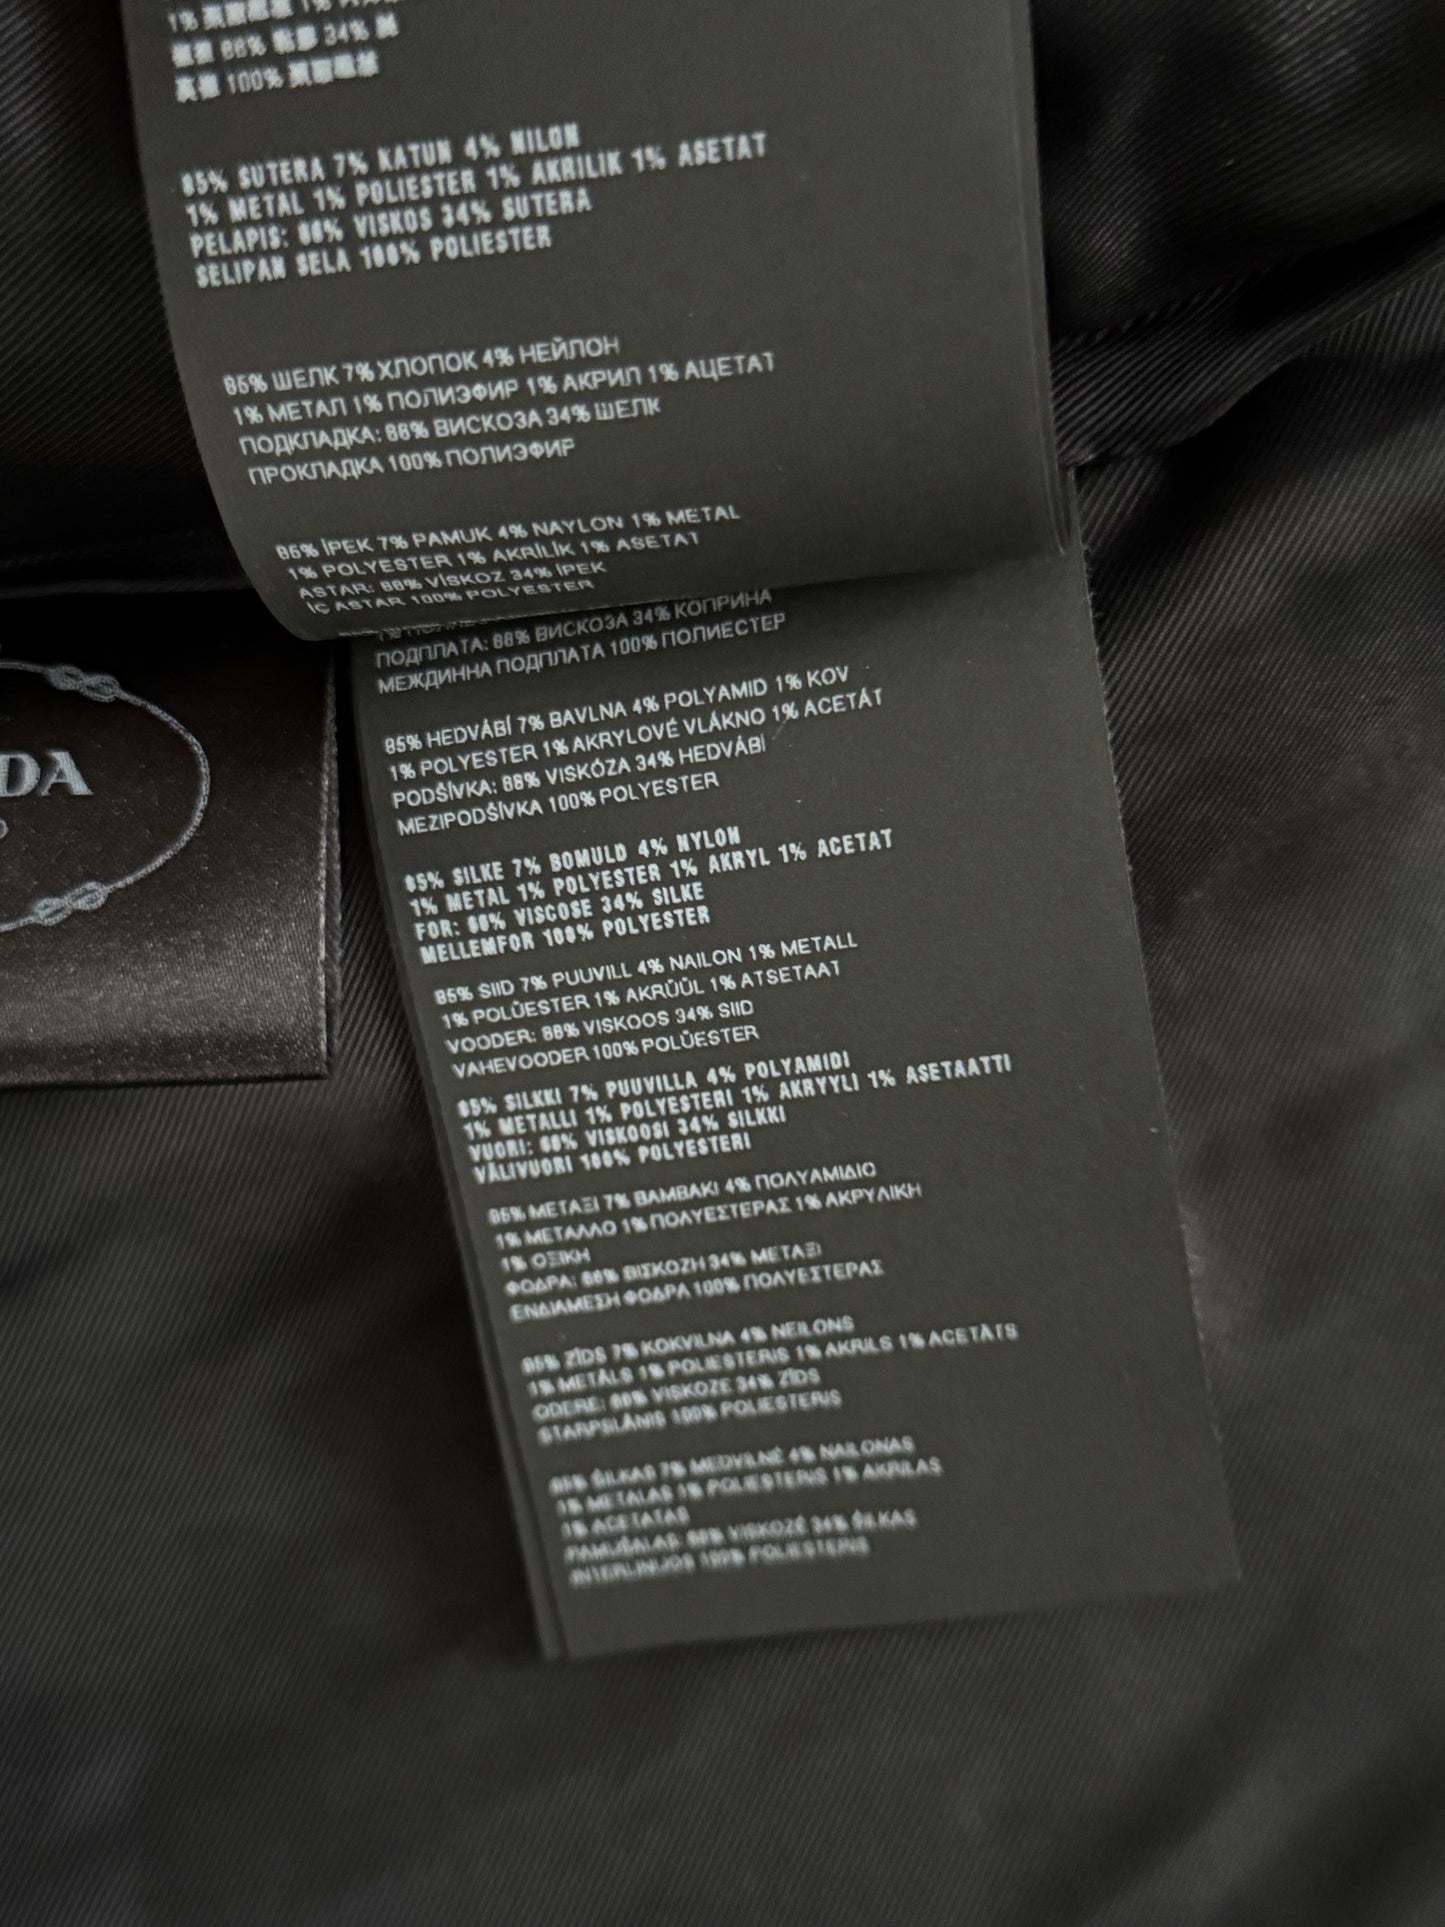 85% SUTERA 7% KATUN 4% NILON
1% METAL 1% POLIESTER 1% AKRILIK 1% ASETAT
PELAPIS: 66% VISKOS 34% SUTERA
SELIPAN SELA 100% POLIESTER
85% ШЕЛК 7% ХЛОПОК 4% НЕЙЛОН
1% МЕТАЛ 1% ПОЛИЭФИР 1% АКРИЛ 1% АЦЕТАТ
ПОДКЛАДКА: 66% ВИСКОЗА 34% ШЕЛК
ПРОКЛАДКА 100% ПОЛИЭФИР
85% İPEK 7% PAMUK 4% NAYLON 1% METAL
1% POLYESTER 1% AKRİLİK 1% ASETAT
ASTAR: 66% VİSKOZ 34% İPEK
İÇ ASTAR 100% POLYESTER
ПОДПЛАТА: 66% ВИСКОЗА 34% КОПРИНА
МЕЖДИННА ПОДПЛАТА 100% ПОЛИЕСТЕР
DA
85% HEDVÁBÍ 7% BAVLNA 4% POLYAMID 1% KOV
1% POLYESTER 1% AKRYLOVÉ VLÁKNO 1% ACETÁT
PODŠÍVKA: 66% VISKÓZA 34% HEDVÁBÍ
MEZIPODŠÍVKA 100% POLYESTER
85% SILKE 7% BOMULD 4% NYLON
1% METAL 1% POLYESTER 1% AKRYL 1% ACETAT
FOR: 66% VISCOSE 34% SILKE
MELLEMFOR 100% POLYESTER
85% SIID 7% PUUVILL 4% NAILON 1% METALL
1% POLÜESTER 1% AKRÜÜL 1% ATSETAAT
VOODER: 66% VISKOOS 34% SIID
VAHEVOODER 100% POLÜESTER
85% SILKKI 7% PUUVILLA 4% POLYAMIDI
1% METALLI 1% POLYESTERI 1% AKRYYLI 1% ASETAATTI
VUORI: 66% VISKOOSI 34% SILKKI
VÄLIVUORI 100% POLYESTERI
85% ΜΕΤΑΞΙ 7% ΒΑΜΒΑΚΙ 4% ΠΟΛΥΑΜΙΔΙΟ
1% ΜΕΤΑΛΛΟ 1% ΠΟΛΥΕΣΤΕΡΑΣ 1% ΑΚΡΥΛΙΚΗ
1% ΟΞΙΚΗ
ΦΟΔΡΑ: 66% ΒΙΣΚΟΖΗ 34% ΜΕΤΑΞΙ
ΕΝΔΙΑΜΕΣΗ ΦΟΔΡΑ 100% ΠΟΛΥΕΣΤΕΡΑΣ
85% ZĪDS 7% KOKVILNA 4% NEILONS
1% METĀLS 1% POLIESTERIS 1% AKRILS 1% ACETĀTS
ODERE: 66% VISKOZE 34% ZĪDS
STARPSLĀNIS 100% POLIESTERIS
85% ŠILKAS 7% MEDVILNĖ 4% NAILONAS
1% METALAS 1% POLIESTERIS 1% AKRILAS
1% ACETATAS
PAMUŠALAS: 66% VISKOZĖ 34% ŠILKAS
INTERLINIJOS 100% POLIESTERIS